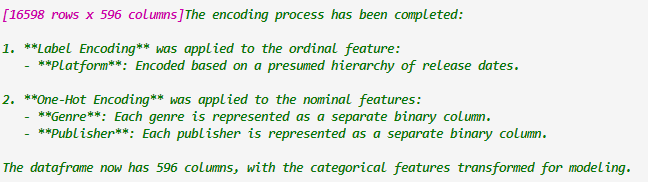 [16598 rows x 596 columns]The encoding process has been completed:
1. **Label Encoding** was applied to the ordinal feature:
- **Platform**: Encoded based on a presumed hierarchy of release dates.
2. **One-Hot Encoding** was applied to the nominal features:
- **Genre**: Each genre is represented as a separate binary column.
- **Publisher**: Each publisher is represented as a separate binary column.
The dataframe now has 596 columns, with the categorical features transformed for modeling.